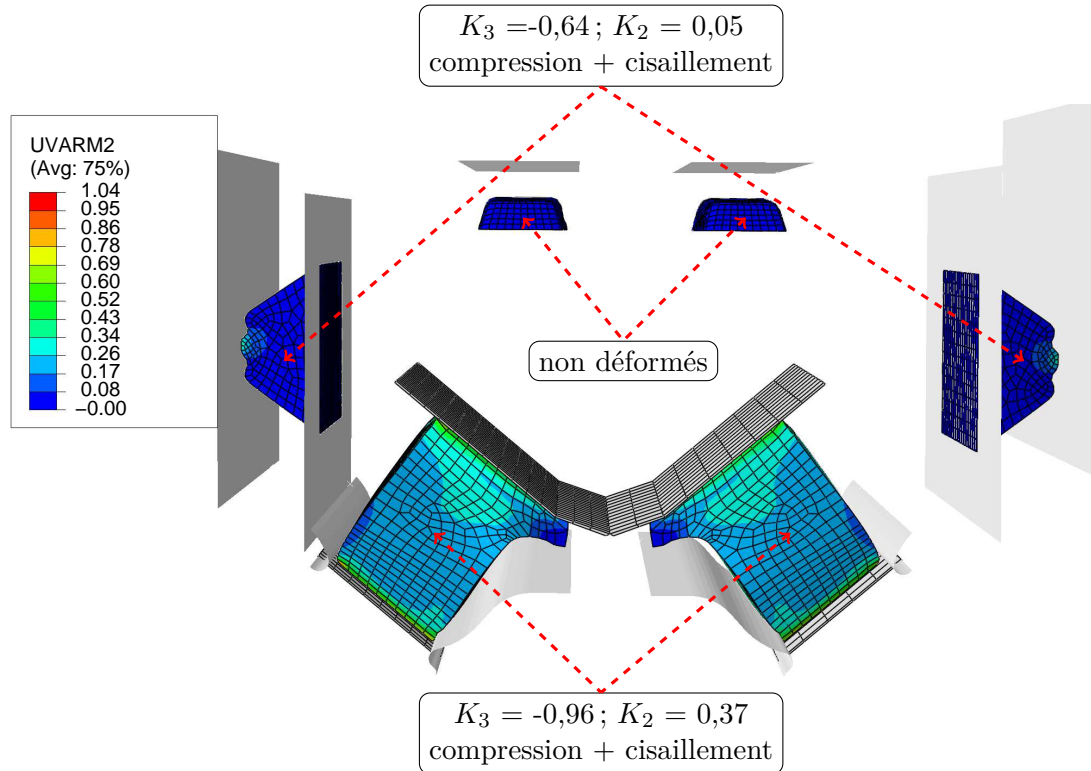 K₃ =-0,64 ; K₂ = 0,05
compression + cisaillement
UVARM2
(Avg: 75%)
1.04
0.95
0.86
0.78
0.69
0.60
0.52
0.43
0.34
0.26
0.17
0.08
−0.00
non déformés
K₃ = -0,96 ; K₂ = 0,37
compression + cisaillement